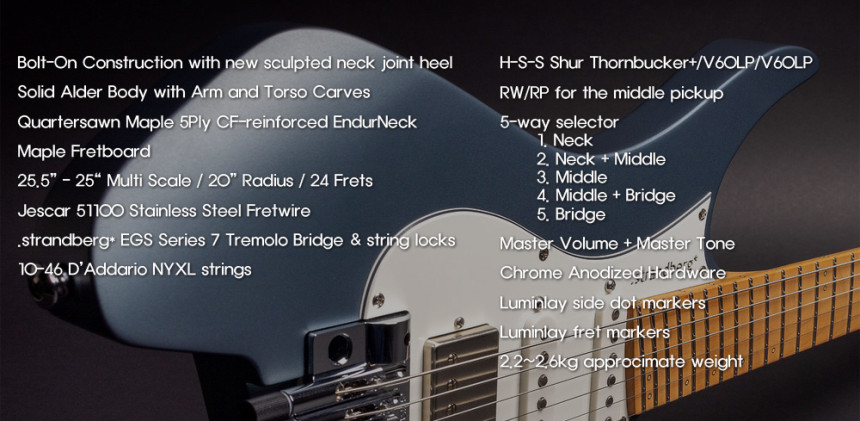 Bolt-On Construction with new sculpted neck joint heel
Solid Alder Body with Arm and Torso Carves
Quartersawn Maple 5Ply CF-reinforced EndurNeck
Maple Fretboard
25.5” - 25“ Multi Scale / 20” Radius / 24 Frets
Jescar 51100 Stainless Steel Fretwire
.strandberg* EGS Series 7 Tremolo Bridge & string locks
10-46 D’Addario NYXL strings
H-S-S Shur Thornbucker+/V60LP/V60LP
RW/RP for the middle pickup
5-way selector
1. Neck
2. Neck + Middle
3. Middle
4. Middle + Bridge
5. Bridge
Master Volume + Master Tone
Chrome Anodized Hardware
.strandberg*
Luminlay side dot markers
Luminlay fret markers
2.2~2.6kg approcimate weight